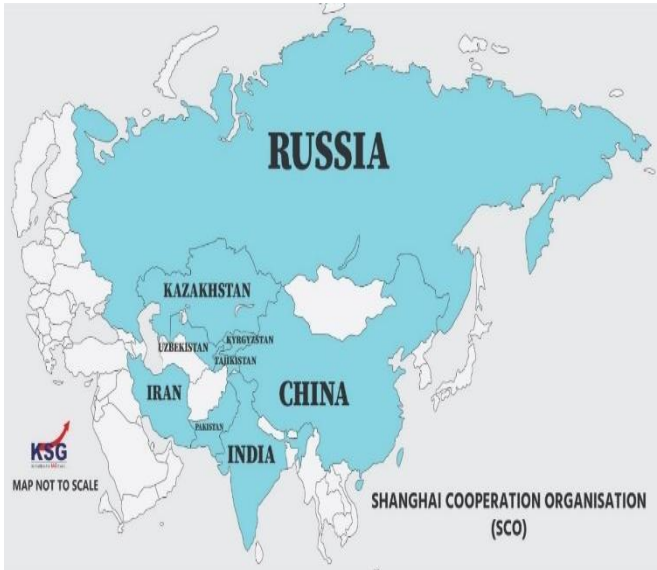 RUSSIA
KAZAKHSTAN
UZBEKISTAN
KYRGYZSTAN
TAJIKISTAN
IRAN
CHINA
PAKISTAN
INDIA
KSG
MAP NOT TO SCALE
SHANGHAI COOPERATION ORGANISATION
(SCO)